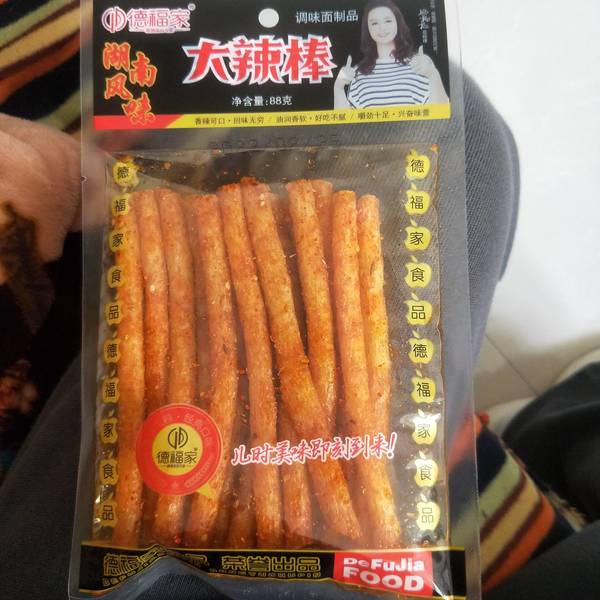 德福家
调味面制品
湖南
风味
大辣棒
净含量:88克
香辣可口·回味无穷 / 油润香软·好吃不腻 / 嚼劲十足·兴奋味蕾
德福家食品德福家食品
德福家食品德福家食品
德福家
儿时美味即刻到来!
荣誉出品
DeFuJia
FOOD